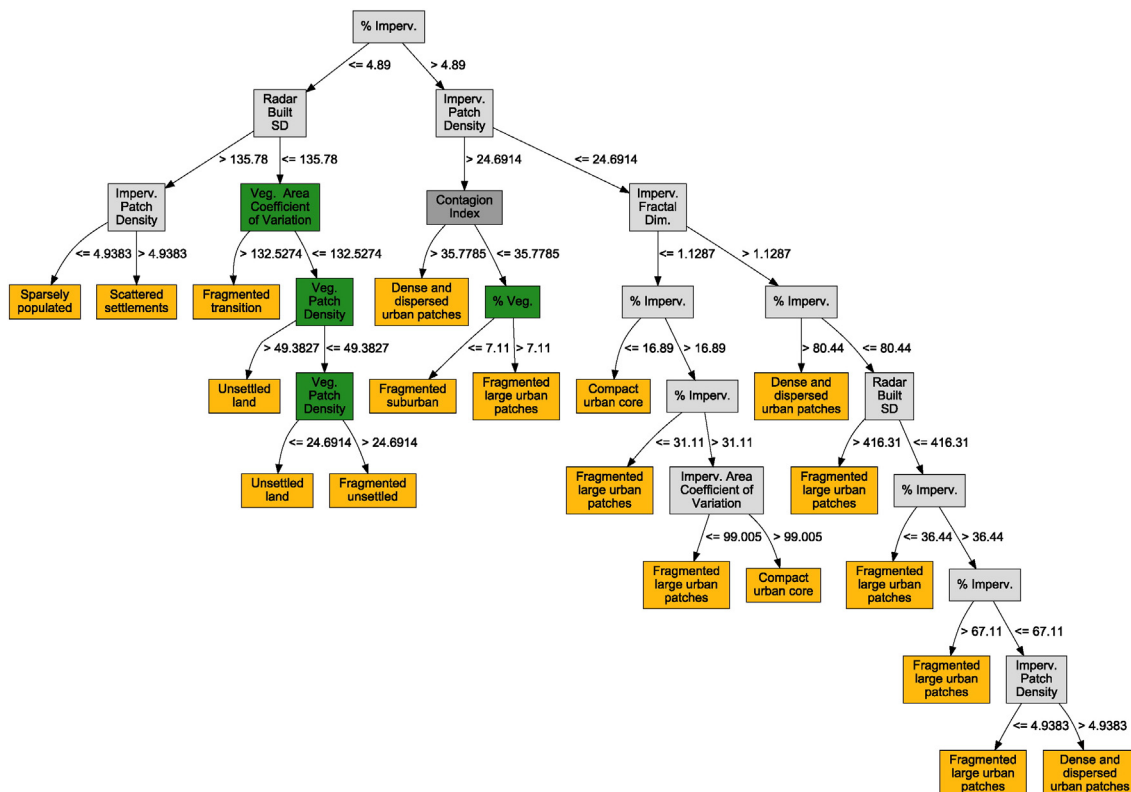 % Imperv.
<= 4.89
> 4.89
Radar
Built
SD
Imperv.
Patch
Density
> 135.78
<= 135.78
> 24.6914
<= 24.6914
Imperv.
Patch
Density
Veg. Area
Coefficient
of Variation
Contagion
Index
Imperv.
Fractal
Dim.
<= 4.9383
> 4.9383
> 132.5274
<= 132.5274
> 35.7785
<= 35.7785
<= 1.1287
> 1.1287
Sparsely
populated
Scattered
settlements
Fragmented
transition
Veg.
Patch
Density
Dense and
dispersed
urban patches
% Veg.
% Imperv.
% Imperv.
> 49.3827
<= 49.3827
<= 7.11
> 7.11
<= 16.89
> 16.89
> 80.44
<= 80.44
Unsettled
land
Veg.
Patch
Density
Fragmented
suburban
Fragmented
large urban
patches
Compact
urban core
% Imperv.
Dense and
dispersed
urban patches
Radar
Built
SD
<= 24.6914
> 24.6914
<= 31.11
> 31.11
> 416.31
<= 416.31
Unsettled
land
Fragmented
unsettled
Fragmented
large urban
patches
Imperv. Area
Coefficient of
Variation
Fragmented
large urban
patches
% Imperv.
<= 99.005
> 99.005
<= 36.44
> 36.44
Fragmented
large urban
patches
Compact
urban core
Fragmented
large urban
patches
% Imperv.
> 67.11
<= 67.11
Fragmented
large urban
patches
Imperv.
Patch
Density
<= 4.9383
> 4.9383
Fragmented
large urban
patches
Dense and
dispersed
urban patches